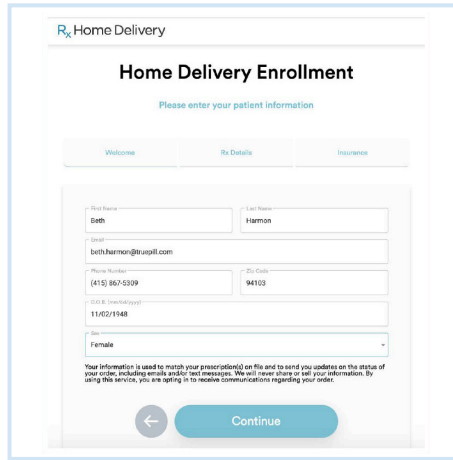 Rx Home Delivery
Home Delivery Enrollment
Please enter your patient information
Welcome
Rx Details
Insurance
First Name
Last Name
Beth
Harmon
Email
beth.harmon@truepill.com
Phone Number
Zip Code
(415) 867-5309
94103
D.O.B. (mm/dd/yyyy)
11/02/1948
Sex
Female
Your information is used to match your prescription(s) on file and to send you updates on the status of
your order, including emails and/or text messages. We will never share or sell your information. By
using this service, you are opting in to receive communications regarding your order.
Continue